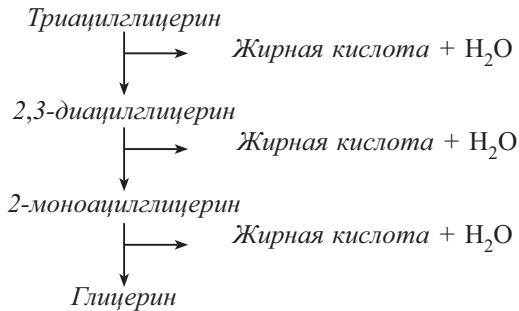 Триацилглицерин
Жирная кислота + H₂O
2,3-диацилглицерин
Жирная кислота + H₂O
2-моноацилглицерин
Жирная кислота + H₂O
Глицерин